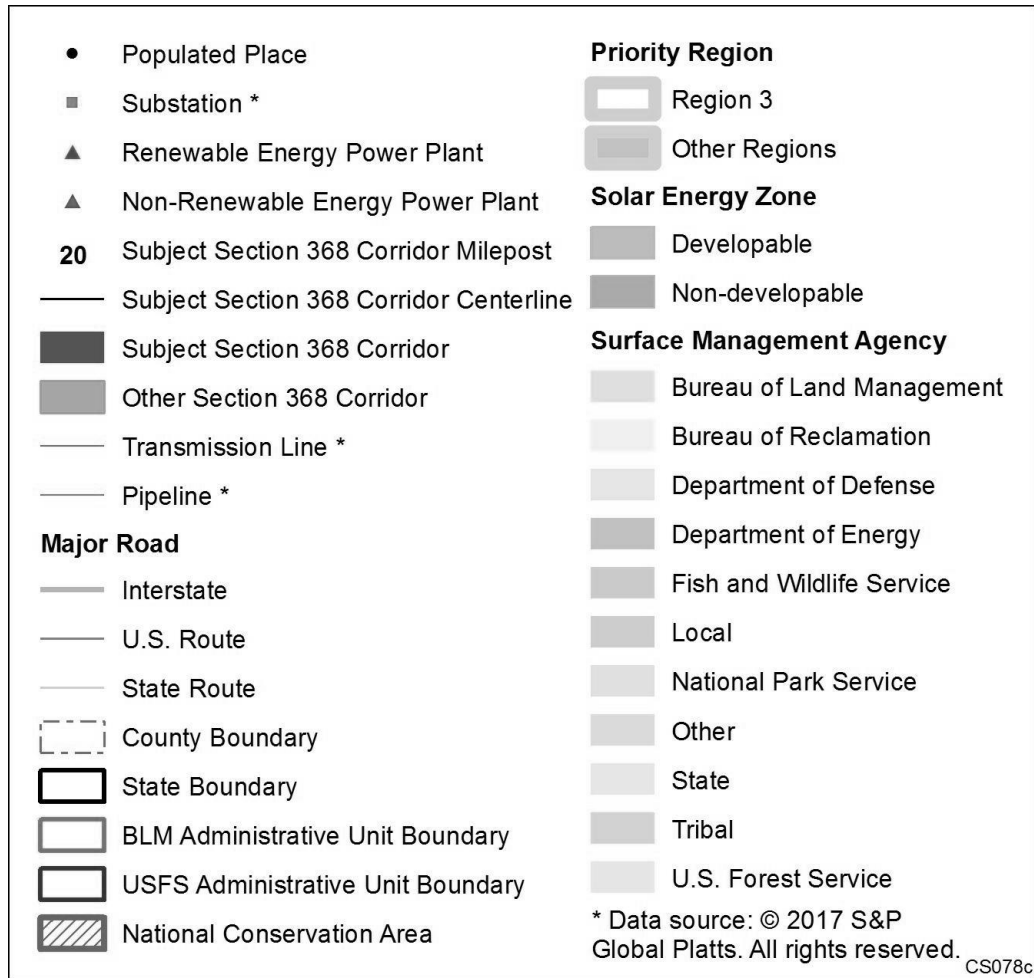 Populated Place
Substation *
Renewable Energy Power Plant
Non-Renewable Energy Power Plant
20 Subject Section 368 Corridor Milepost
Subject Section 368 Corridor Centerline
Subject Section 368 Corridor
Other Section 368 Corridor
Transmission Line *
Pipeline *
Major Road
Interstate
U.S. Route
State Route
County Boundary
State Boundary
BLM Administrative Unit Boundary
USFS Administrative Unit Boundary
National Conservation Area
Priority Region
Region 3
Other Regions
Solar Energy Zone
Developable
Non-developable
Surface Management Agency
Bureau of Land Management
Bureau of Reclamation
Department of Defense
Department of Energy
Fish and Wildlife Service
Local
National Park Service
Other
State
Tribal
U.S. Forest Service
* Data source: © 2017 S&P
Global Platts. All rights reserved.
CS078c